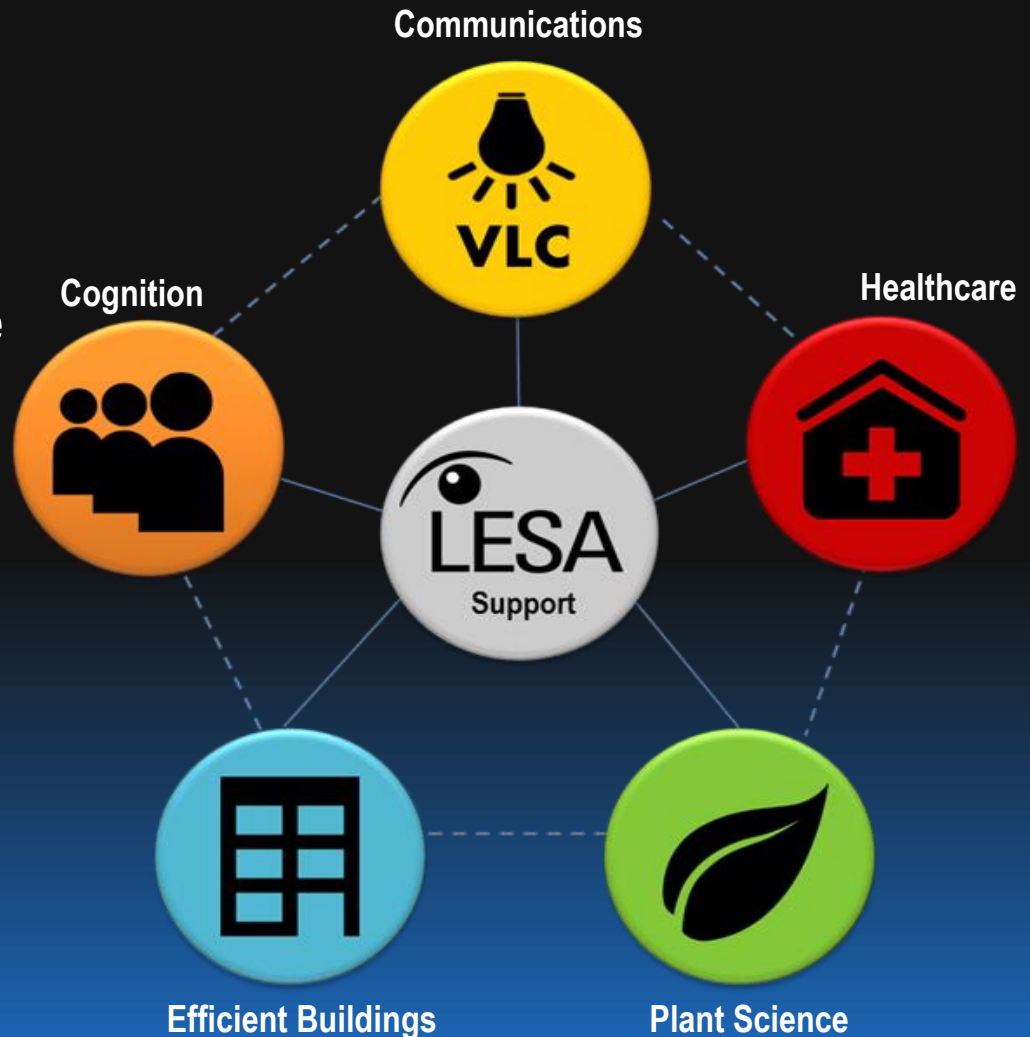 Communications
VLC
Cognition
Healthcare
e
LESA
Support
Efficient Buildings
Plant Science